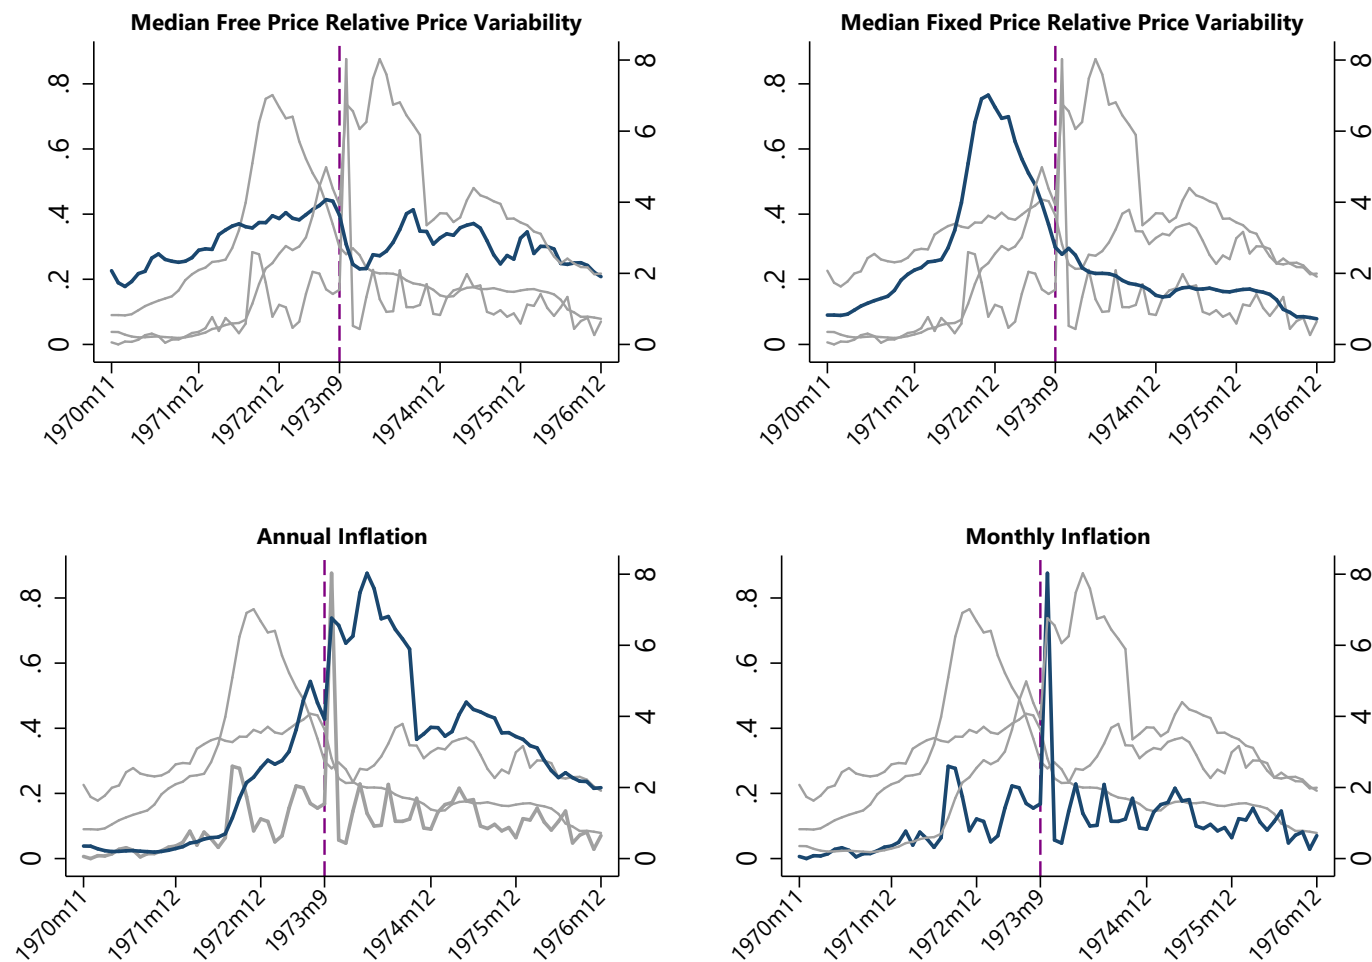 Median Free Price Relative Price Variability
.8
.6
.4
.2
0
8
6
4
2
0
1970m11
1971m12
1972m12
1973m9
1974m12
1975m12
1976m12
Median Fixed Price Relative Price Variability
.8
.6
.4
.2
0
8
6
4
2
0
1970m11
1971m12
1972m12
1973m9
1974m12
1975m12
1976m12
Annual Inflation
.8
.6
.4
.2
0
8
6
4
2
0
1970m11
1971m12
1972m12
1973m9
1974m12
1975m12
1976m12
Monthly Inflation
.8
.6
.4
.2
0
8
6
4
2
0
1970m11
1971m12
1972m12
1973m9
1974m12
1975m12
1976m12